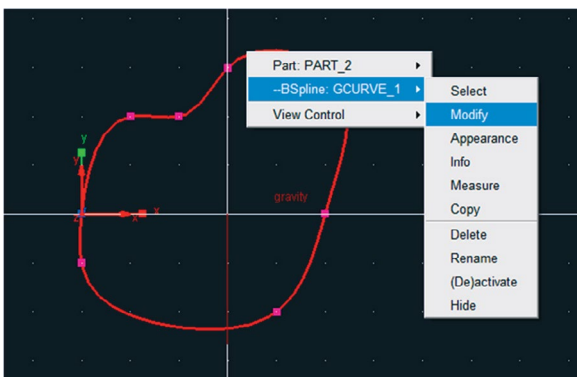 Part: PART_2
--BSpline: GCURVE_1
View Control
Select
Modify
Appearance
Info
Measure
Copy
Delete
Rename
(De)activate
Hide
y
y
z
x
x
gravity